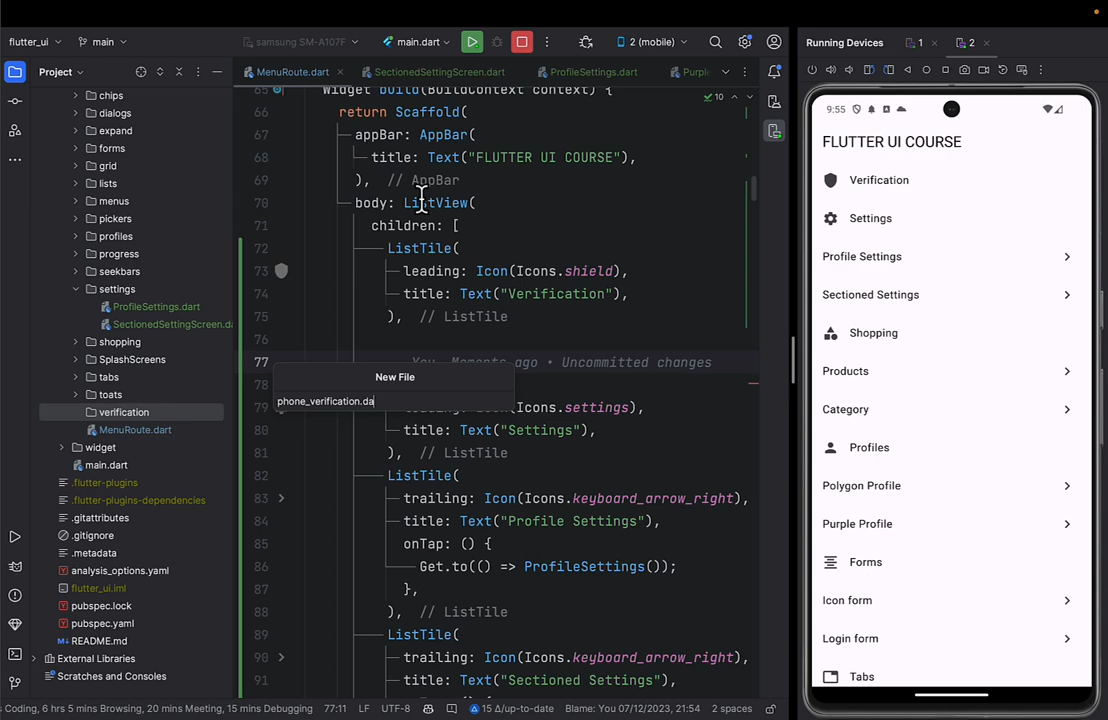 flutter_ui
main
samsung SM-A107F
main.dart
2 (mobile)
Running Devices
1
2
Project
MenuRoute.dart
SectionedSettingScreen.dart
ProfileSettings.dart
Purpl
chips
dialogs
expand
forms
grid
lists
menus
pickers
profiles
progress
seekbars
settings
ProfileSettings.dart
SectionedSettingScreen.da
shopping
SplashScreens
tabs
toats
verification
MenuRoute.dart
widget
main.dart
.flutter-plugins
.flutter-plugins-dependencies
.gitattributes
.gitignore
.metadata
analysis_options.yaml
flutter_ui.iml
pubspec.lock
pubspec.yaml
README.md
External Libraries
Scratches and Consoles
10
65 Widget build(BuildContext context) {
66 return Scaffold(
67 appBar: AppBar(
68 title: Text("FLUTTER UI COURSE"),
69 ), // AppBar
70 body: ListView(
71 children: [
72 ListTile(
73 leading: Icon(Icons.shield),
74 title: Text("Verification"),
75 ), // ListTile
76
77 You, Moments ago • Uncommitted changes
New File
phone_verification.da
78
79 Icon(Icons.settings),
80 title: Text("Settings"),
81 ), // ListTile
82 ListTile(
83 trailing: Icon(Icons.keyboard_arrow_right),
84 title: Text("Profile Settings"),
85 onTap: () {
86 Get.to(() => ProfileSettings());
87 },
88 ), // ListTile
89 ListTile(
90 trailing: Icon(Icons.keyboard_arrow_right),
91 title: Text("Sectioned Settings"),
9:55
FLUTTER UI COURSE
Verification
Settings
Profile Settings
Sectioned Settings
Shopping
Products
Category
Profiles
Polygon Profile
Purple Profile
Forms
Icon form
Login form
Tabs
Coding, 6 hrs 5 mins Browsing, 20 mins Meeting, 15 mins Debugging
77:11
LF
UTF-8
15 Δ/up-to-date
Blame: You 07/12/2023, 21:54
2 spaces